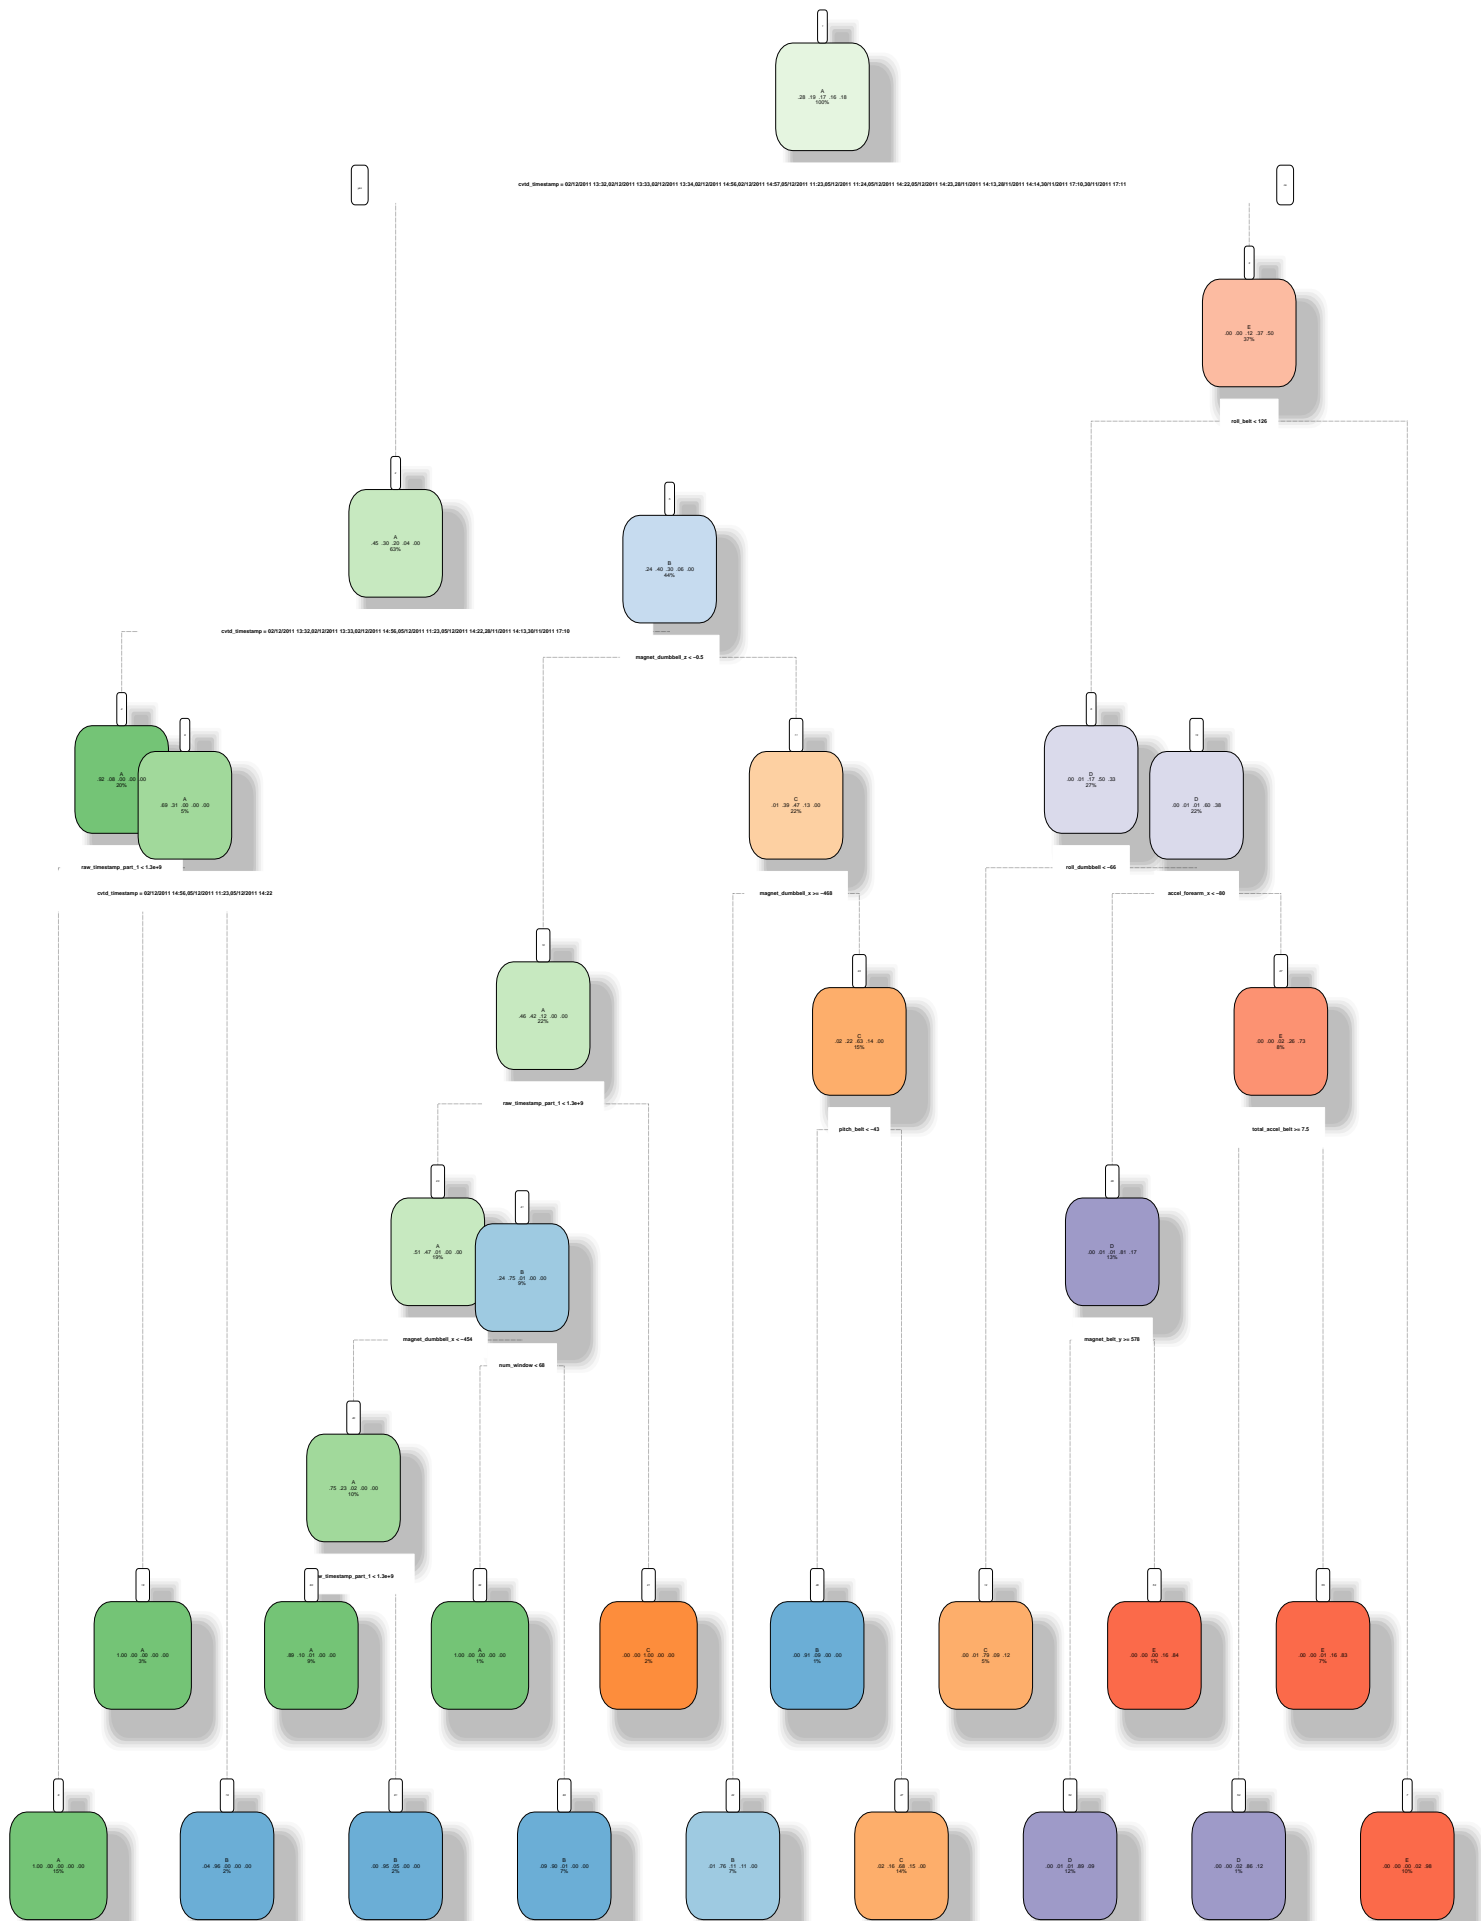 A
.28 .19 .17 .16 .18
100%
cvtd_timestamp = 02/12/2011 13:32,02/12/2011 13:33,02/12/2011 13:34,02/12/2011 14:56,02/12/2011 14:57,05/12/2011 11:23,05/12/2011 11:24,05/12/2011 14:22,05/12/2011 14:23,28/11/2011 14:13,28/11/2011 14:14,30/11/2011 17:10,30/11/2011 17:11
E
.00 .00 .12 .37 .50
37%
roll_belt < 126
A
.45 .30 .20 .04 .00
63%
B
.24 .40 .30 .06 .00
44%
cvtd_timestamp = 02/12/2011 13:32,02/12/2011 13:33,02/12/2011 14:56,05/12/2011 11:23,05/12/2011 14:22,28/11/2011 14:13,30/11/2011 17:10
magnet_dumbbell_z < −0.5
A
.92 .08 .00 .00 .00
20%
A
.69 .31 .00 .00 .00
5%
C
.01 .39 .47 .13 .00
22%
D
.00 .01 .17 .50 .33
27%
D
.00 .01 .01 .60 .38
22%
raw_timestamp_part_1 < 1.3e+9
roll_dumbbell < −66
cvtd_timestamp = 02/12/2011 14:56,05/12/2011 11:23,05/12/2011 14:22
magnet_dumbbell_x >= −468
accel_forearm_x < −80
A
.46 .42 .12 .00 .00
22%
C
.02 .22 .63 .14 .00
15%
E
.00 .00 .02 .26 .73
8%
raw_timestamp_part_1 < 1.3e+9
pitch_belt < −43
total_accel_belt >= 7.5
A
.51 .47 .01 .00 .00
19%
B
.24 .75 .01 .00 .00
9%
D
.00 .01 .01 .81 .17
13%
magnet_dumbbell_x < −454
magnet_belt_y >= 578
num_window < 68
A
.75 .23 .02 .00 .00
10%
w_timestamp_part_1 < 1.3e+9
A
1.00 .00 .00 .00 .00
3%
A
.89 .10 .01 .00 .00
9%
A
1.00 .00 .00 .00 .00
1%
C
.00 .00 1.00 .00 .00
2%
B
.00 .91 .09 .00 .00
1%
C
.00 .01 .79 .09 .12
5%
E
.00 .00 .00 .16 .84
1%
E
.00 .00 .01 .16 .83
7%
A
1.00 .00 .00 .00 .00
15%
B
.04 .96 .00 .00 .00
2%
B
.00 .95 .05 .00 .00
2%
B
.09 .90 .01 .00 .00
7%
B
.01 .76 .11 .11 .00
7%
C
.02 .16 .68 .15 .00
14%
D
.00 .01 .01 .89 .09
12%
D
.00 .00 .02 .86 .12
1%
E
.00 .00 .00 .02 .98
10%